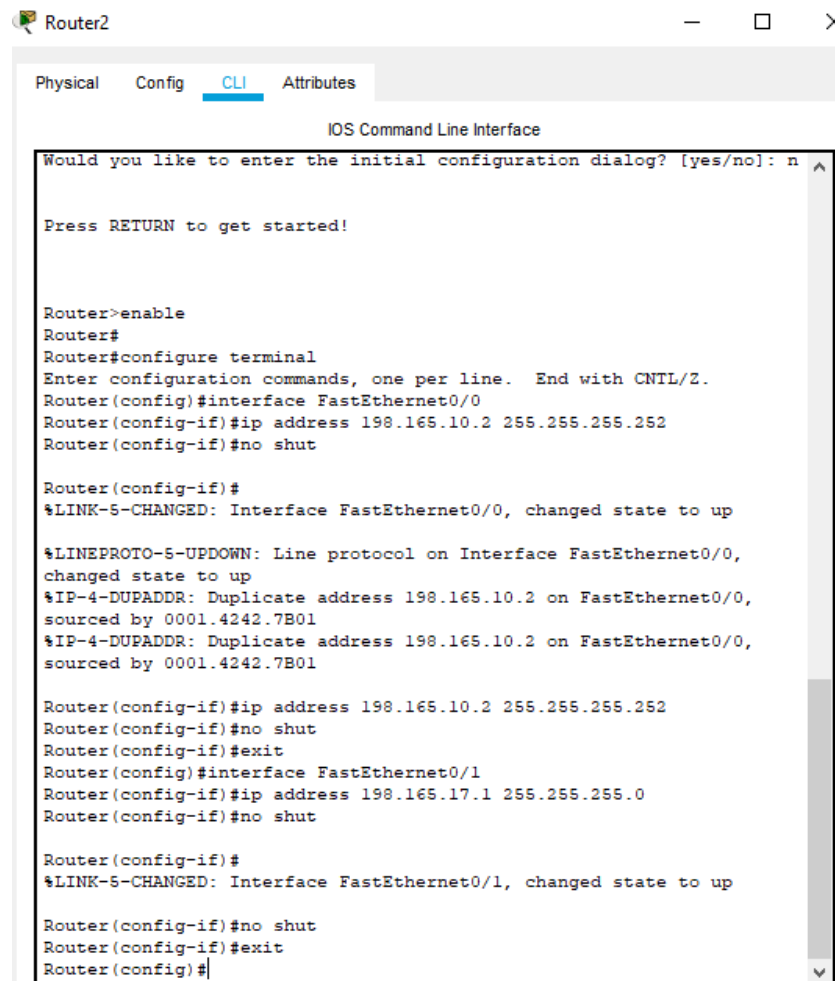 Router2
Physical Config CLI Attributes
IOS Command Line Interface
Would you like to enter the initial configuration dialog? [yes/no]: n
Press RETURN to get started!
Router>enable
Router#
Router#configure terminal
Enter configuration commands, one per line.  End with CNTL/Z.
Router(config)#interface FastEthernet0/0
Router(config-if)#ip address 198.165.10.2 255.255.255.252
Router(config-if)#no shut
Router(config-if)#
%LINK-5-CHANGED: Interface FastEthernet0/0, changed state to up
%LINEPROTO-5-UPDOWN: Line protocol on Interface FastEthernet0/0,
changed state to up
%IP-4-DUPADDR: Duplicate address 198.165.10.2 on FastEthernet0/0,
sourced by 0001.4242.7B01
%IP-4-DUPADDR: Duplicate address 198.165.10.2 on FastEthernet0/0,
sourced by 0001.4242.7B01
Router(config-if)#ip address 198.165.10.2 255.255.255.252
Router(config-if)#no shut
Router(config-if)#exit
Router(config)#interface FastEthernet0/1
Router(config-if)#ip address 198.165.17.1 255.255.255.0
Router(config-if)#no shut
Router(config-if)#
%LINK-5-CHANGED: Interface FastEthernet0/1, changed state to up
Router(config-if)#no shut
Router(config-if)#exit
Router(config)#